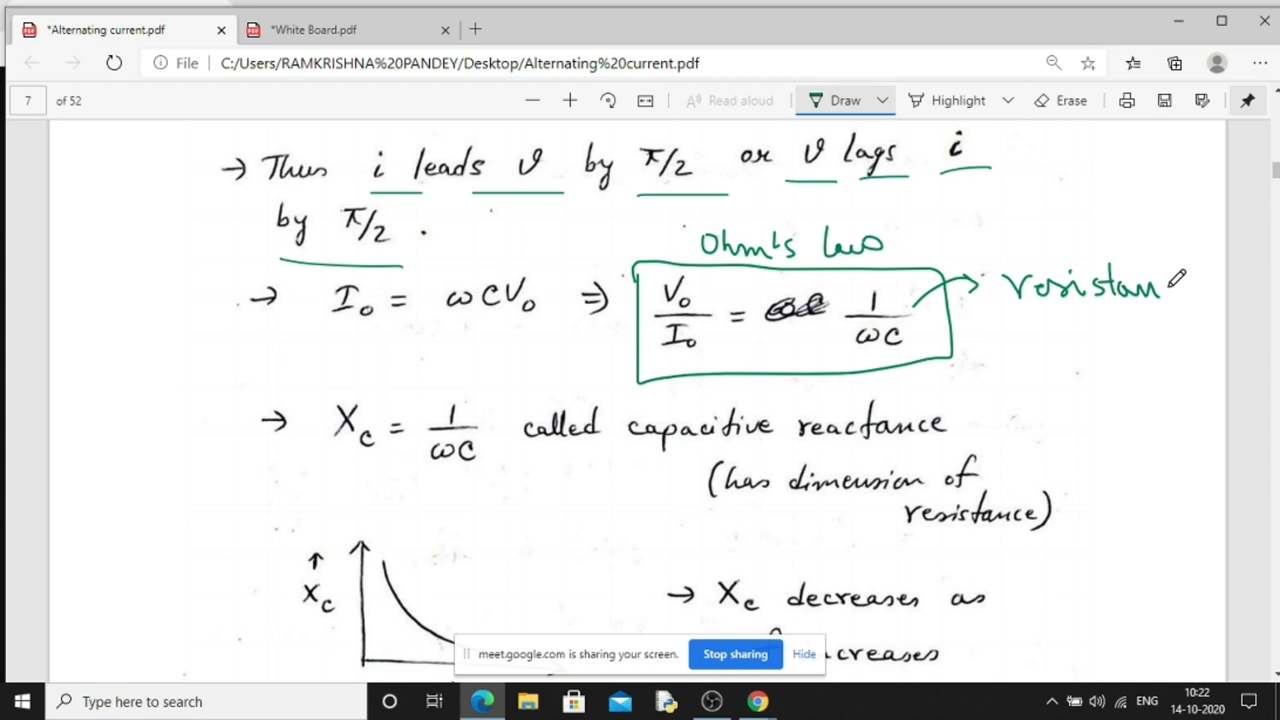 *Alternating current.pdf
*White Board.pdf
File C:/Users/RAMKRISHNA%20PANDEY/Desktop/Alternating%20current.pdf
7 of 52 Read aloud Draw Highlight Erase
→ Thus i leads v by π/2 or v lags i
by π/2 .
Ohm's law
→ I₀ = ωCV₀ ⇒ V₀/I₀ = 1/ωC → resistan
→ Xc = 1/ωC called capacitive reactance
(has dimension of
resistance)
↑
Xc
→ Xc decreases as
creases
meet.google.com is sharing your screen. Stop sharing Hide
Type here to search
ENG 10:22
14-10-2020